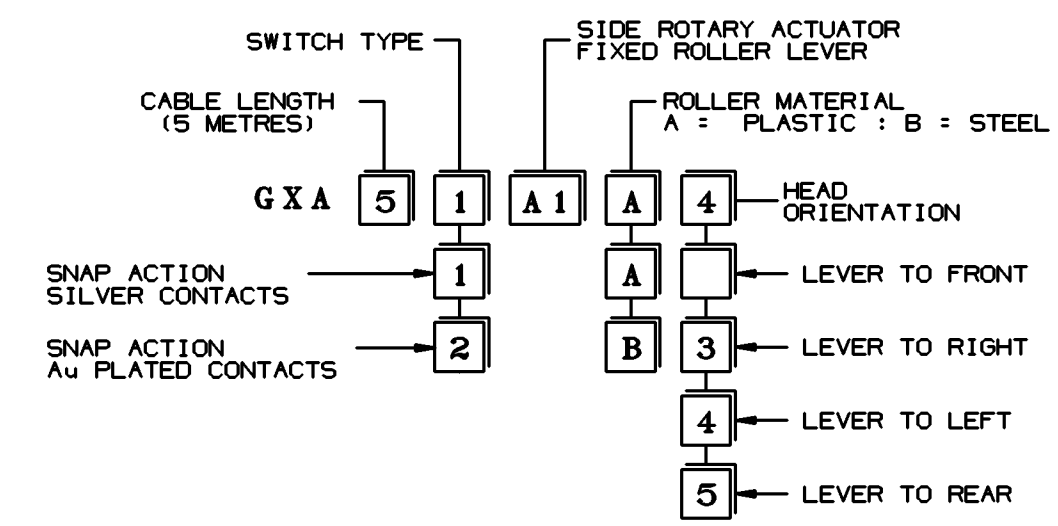 SWITCH TYPE
SIDE ROTARY ACTUATOR
FIXED ROLLER LEVER
CABLE LENGTH
(5 METRES)
ROLLER MATERIAL
A = PLASTIC : B = STEEL
GXA 5 1 A1 A 4
HEAD
ORIENTATION
SNAP ACTION
SILVER CONTACTS
1 A
LEVER TO FRONT
SNAP ACTION
Au PLATED CONTACTS
2 B 3
LEVER TO RIGHT
4 LEVER TO LEFT
5 LEVER TO REAR